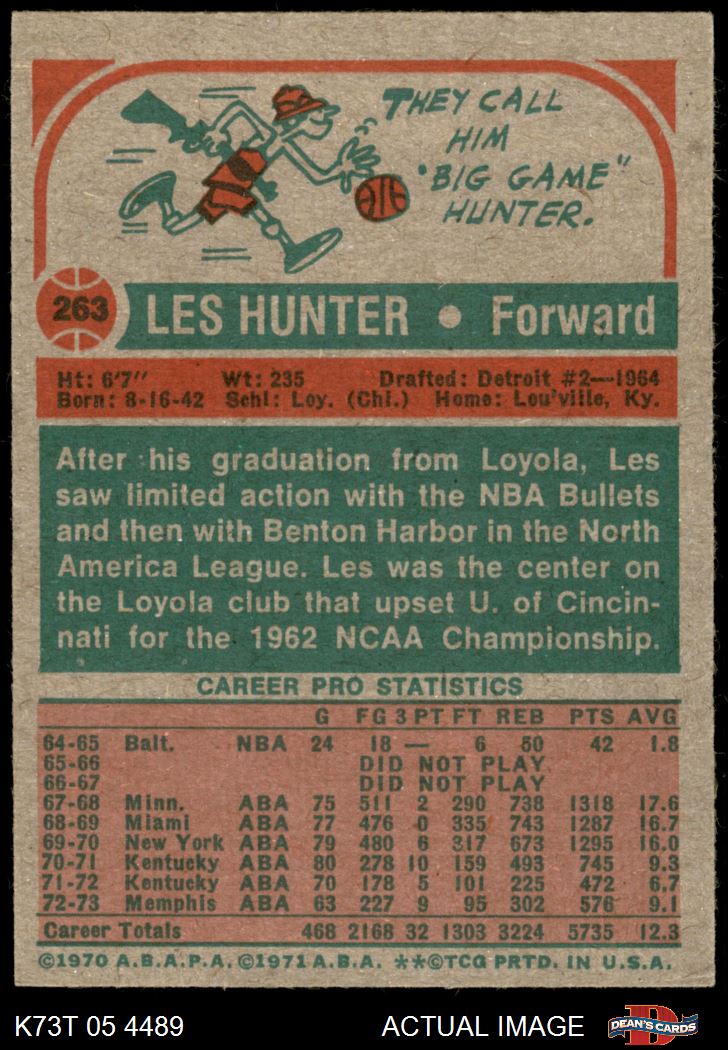 THEY CALL
HIM
"BIG GAME"
HUNTER.
263 LES HUNTER • Forward
Ht: 6'7" Wt: 235 Drafted: Detroit #2—1964
Born: 8-16-42 Schl: Loy. (Chi.) Home: Lou'ville, Ky.
After his graduation from Loyola, Les
saw limited action with the NBA Bullets
and then with Benton Harbor in the North
America League. Les was the center on
the Loyola club that upset U. of Cincin-
nati for the 1962 NCAA Championship.
CAREER PRO STATISTICS
G FG 3 PT FT REB PTS AVG
64-65 Balt. NBA 24 18 — 6 50 42 1.8
65-66 DID NOT PLAY
66-67 DID NOT PLAY
67-68 Minn. ABA 75 511 2 290 738 1318 17.6
68-69 Miami ABA 77 476 0 335 743 1287 16.7
69-70 New York ABA 79 480 6 317 673 1295 16.0
70-71 Kentucky ABA 80 278 10 159 493 745 9.3
71-72 Kentucky ABA 70 178 5 101 225 472 6.7
72-73 Memphis ABA 63 227 9 95 302 576 9.1
Career Totals 468 2168 32 1303 3224 5735 12.3
©1970 A.B.A.P.A. ©1971 A.B.A. **©TCG PRTD. IN U.S.A.
K73T 05 4489 ACTUAL IMAGE D DEAN'S CARDS